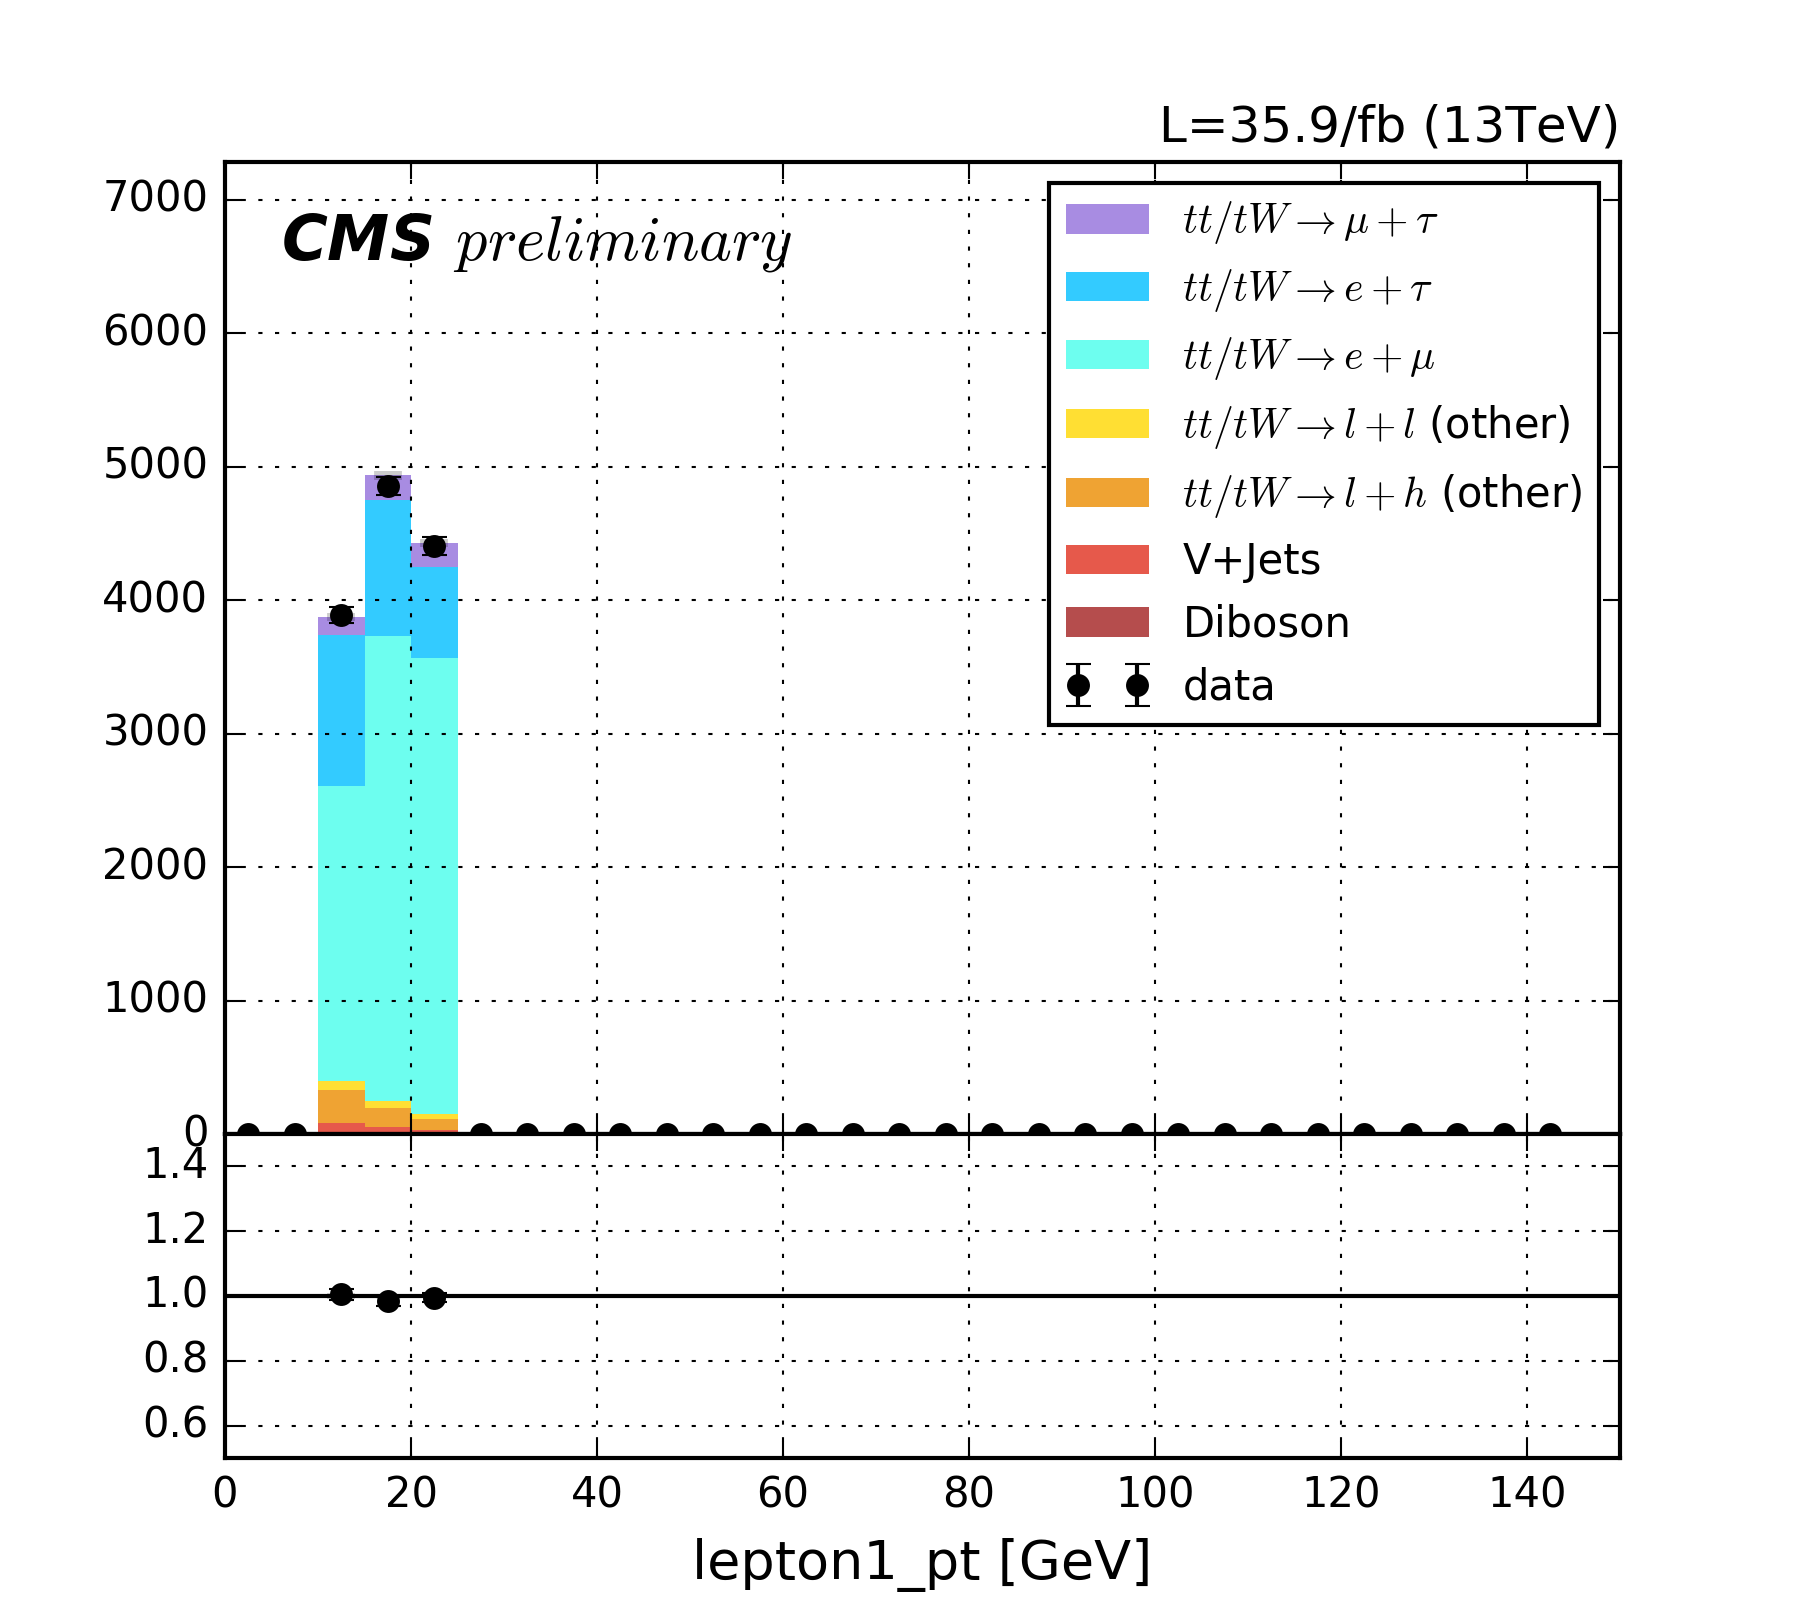 L=35.9/fb (13TeV)
CMS preliminary
7000
6000
5000
4000
3000
2000
1000
0
tt/tW→μ+τ
tt/tW→e+τ
tt/tW→e+μ
tt/tW→l+l (other)
tt/tW→l+h (other)
V+Jets
Diboson
data
1.4
1.2
1.0
0.8
0.6
0 20 40 60 80 100 120 140
lepton1_pt [GeV]